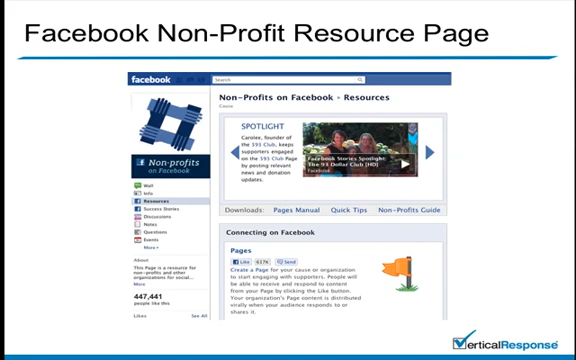 Facebook Non-Profit Resource Page
facebook
Search
Non-Profits on Facebook ▸ Resources
Cause
Non-profits
on Facebook
SPOTLIGHT
Carolee, founder of
the $93 Club, keeps
supporters engaged
on the $93 Club Page
by posting relevant
news and donation
updates.
Facebook Stories Spotlight:
The 93 Dollar Club [HD]
Facebook
Wall
Info
Resources
Success Stories
Discussions
Notes
Questions
Events
More
Downloads: Pages Manual Quick Tips Non-Profits Guide
About
This Page is a resource for
non-profits and other
organizations for social...
More
447,441
people like this
Likes See All
Connecting on Facebook
Pages
Like 617K Send
Create a Page for your cause or organization
to start engaging with supporters. People
will be able to receive and respond to content
from your Page by clicking the Like button.
Your organization's Page content is distributed
virally when your audience responds to or
shares it.
VerticalResponse